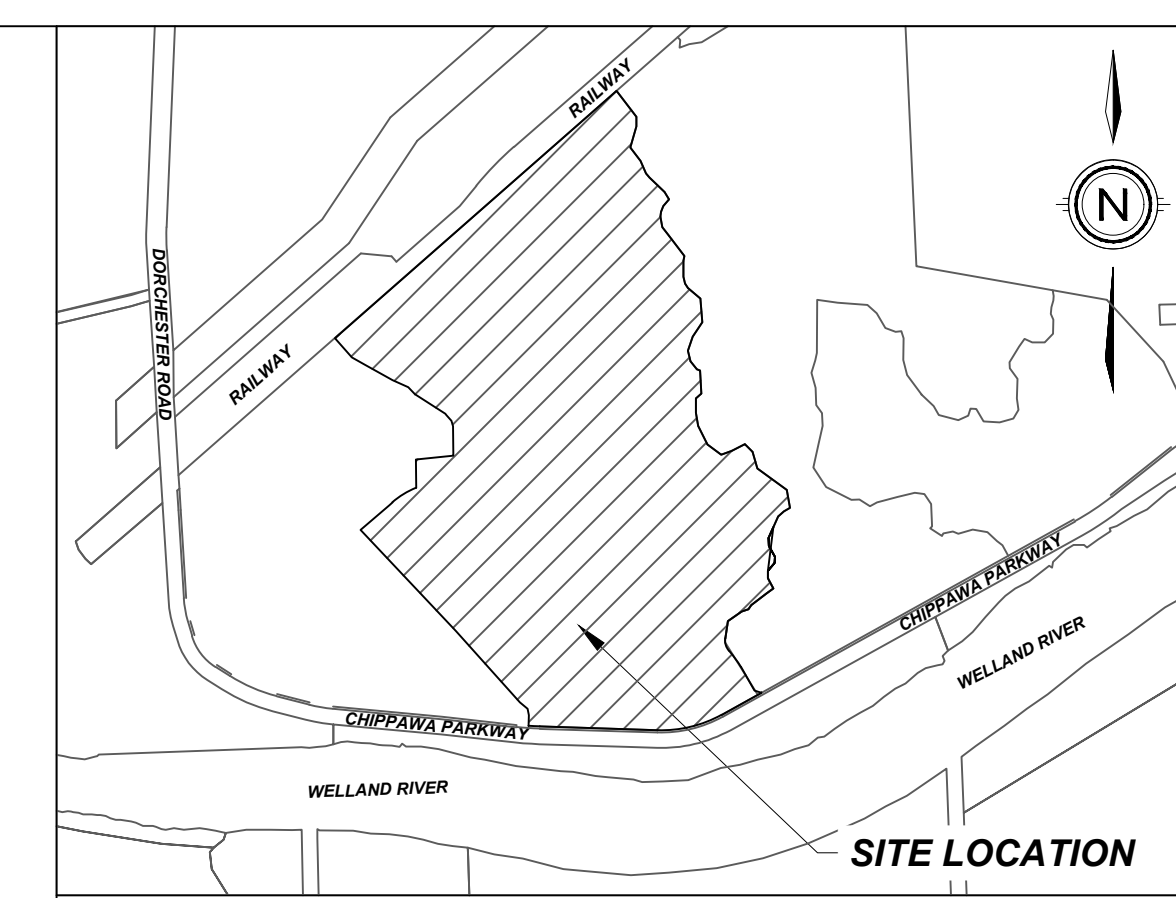 RAILWAY
N
DORCHESTER ROAD
RAILWAY
CHIPPAWA PARKWAY
WELLAND RIVER
CHIPPAWA PARKWAY
WELLAND RIVER
SITE LOCATION